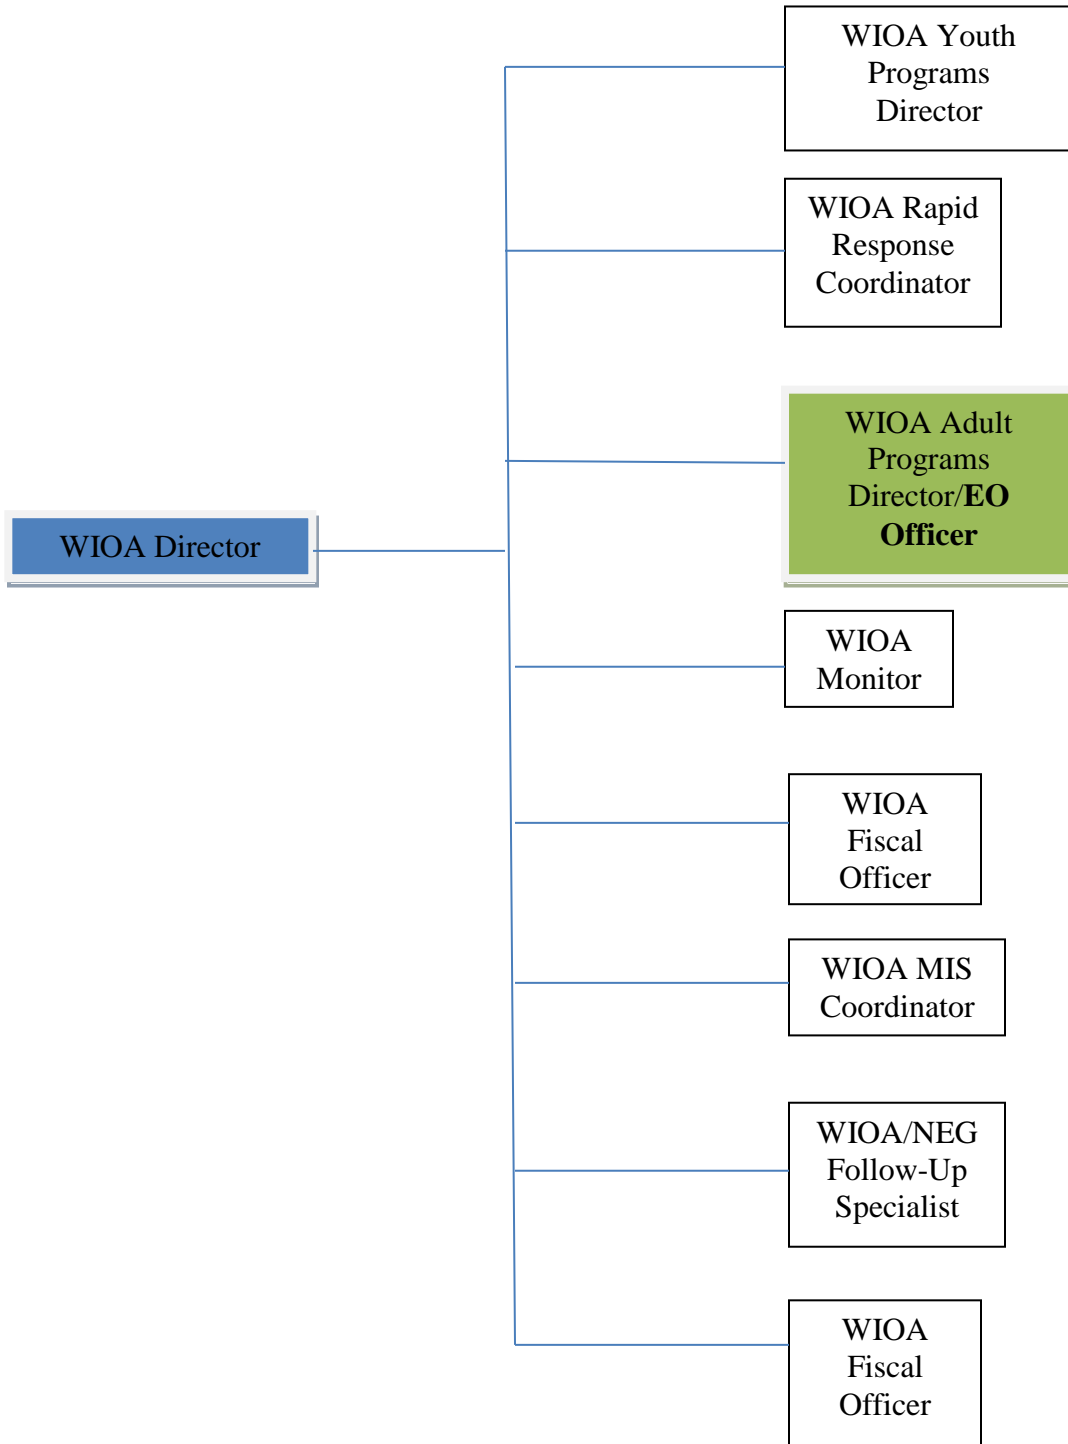 WIOA Youth
Programs
Director
WIOA Rapid
Response
Coordinator
WIOA Adult
Programs
Director/EO
Officer
WIOA Director
WIOA
Monitor
WIOA
Fiscal
Officer
WIOA MIS
Coordinator
WIOA/NEG
Follow-Up
Specialist
WIOA
Fiscal
Officer